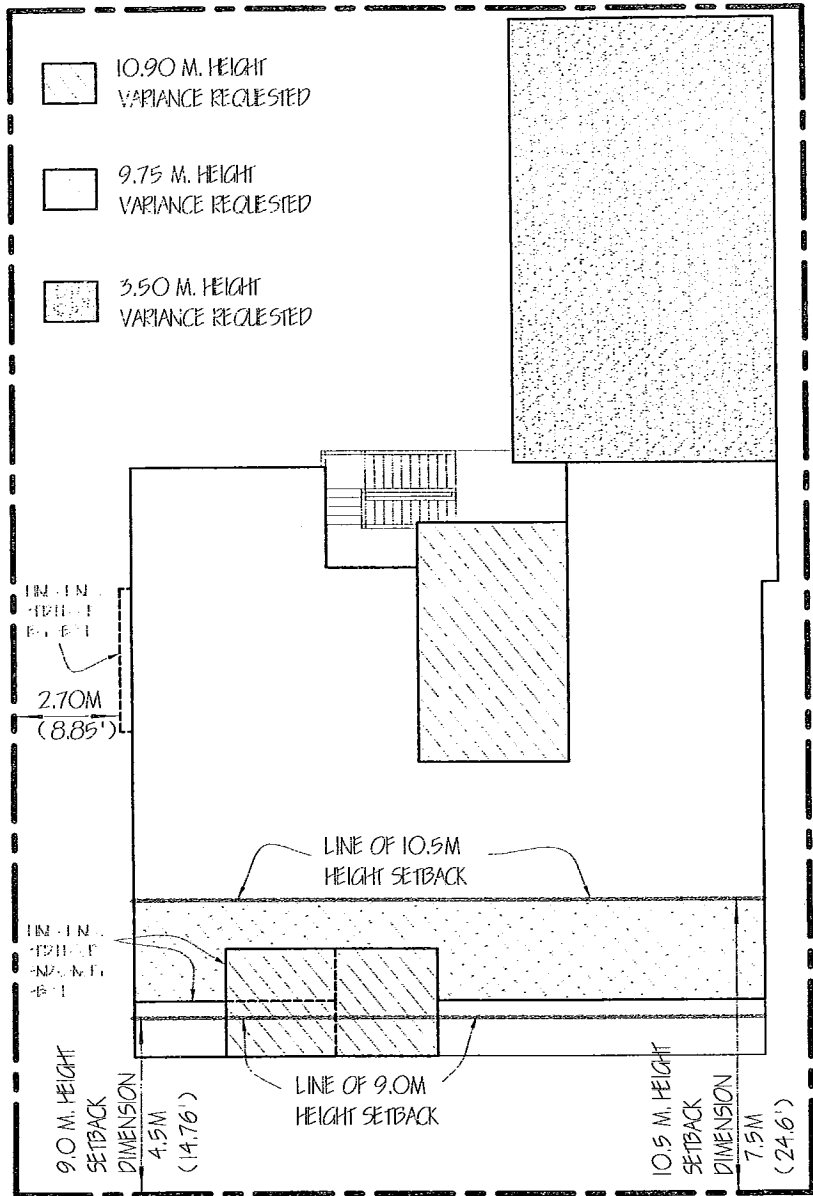 10.90 M. HEIGHT
VARIANCE REQUESTED
9.75 M. HEIGHT
VARIANCE REQUESTED
3.50 M. HEIGHT
VARIANCE REQUESTED
2.70M
(8.85')
LINE OF 10.5M
HEIGHT SETBACK
LINE OF 9.0M
HEIGHT SETBACK
9.0 M. HEIGHT
SETBACK
DIMENSION
4.5M
(14.76')
10.5 M. HEIGHT
SETBACK
DIMENSION
7.5M
(24.6')